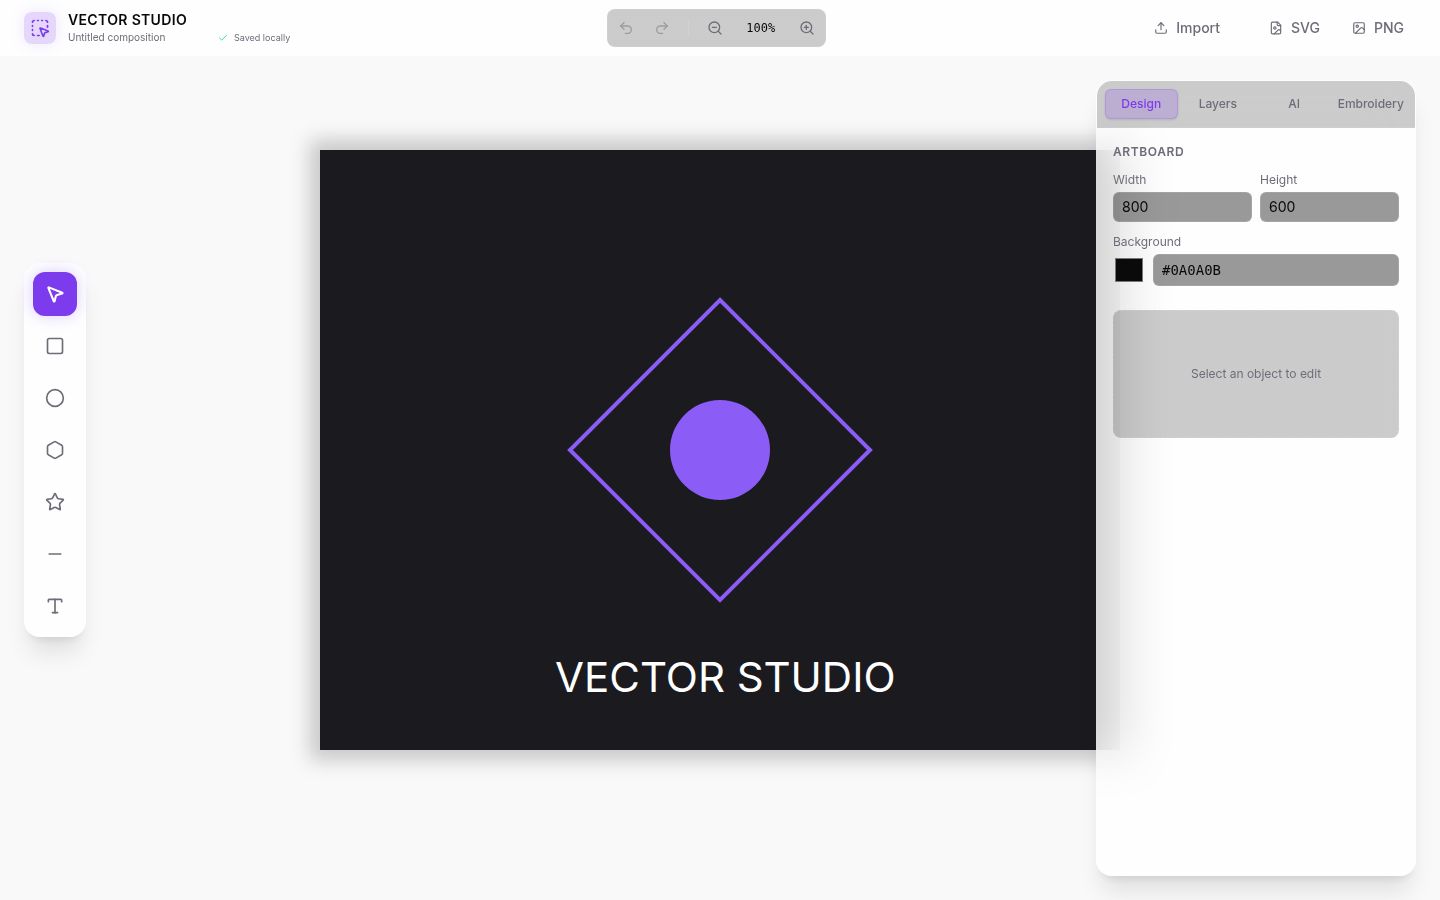 VECTOR STUDIO
Untitled composition
Saved locally
100%
Import
SVG
PNG
Design
Layers
AI
Embroidery
ARTBOARD
Width
Height
800
600
Background
#0A0A0B
Select an object to edit
VECTOR STUDIO